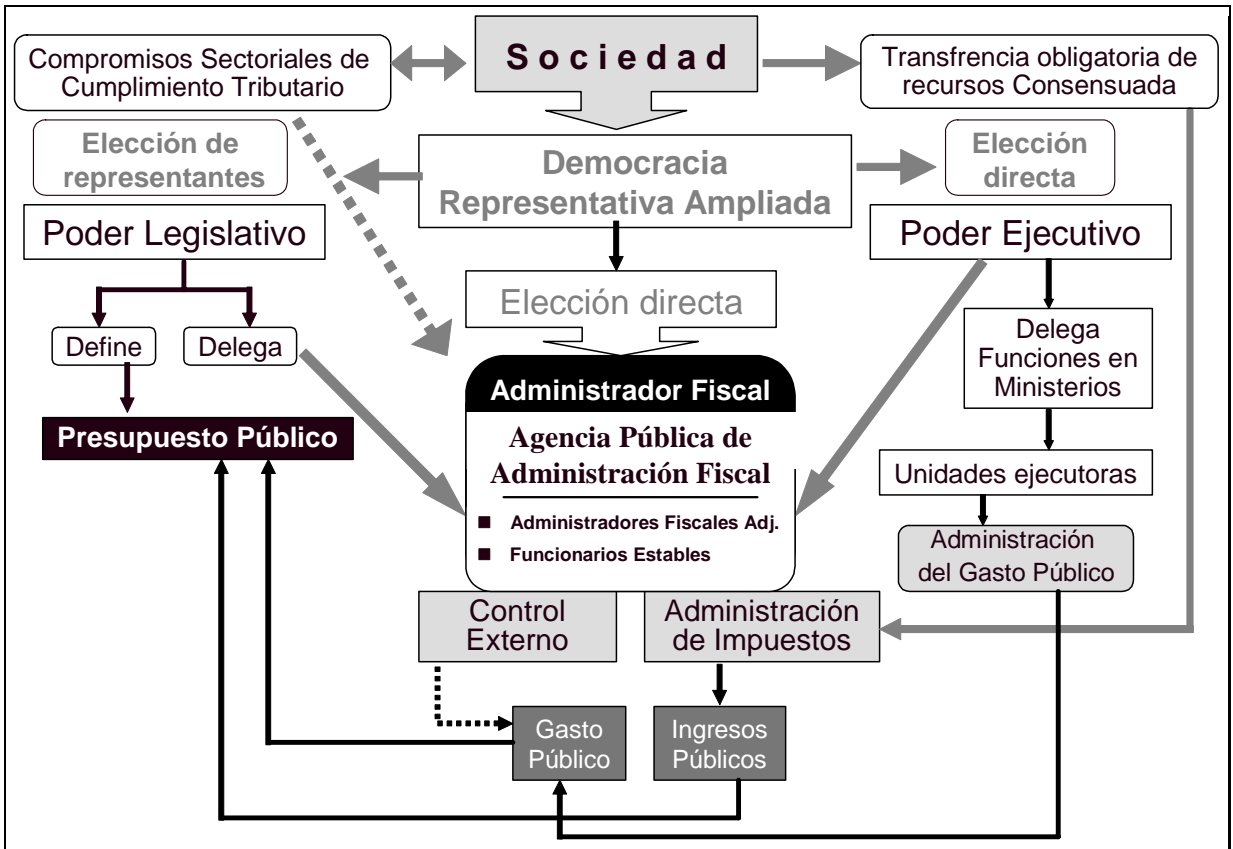 Sociedad
Compromisos Sectoriales de
Cumplimiento Tributario
Transfrencia obligatoria de
recursos Consensuada
Elección de
representantes
Democracia
Representativa Ampliada
Elección
directa
Poder Legislativo
Poder Ejecutivo
Elección directa
Define
Delega
Delega
Funciones en
Ministerios
Presupuesto Público
Administrador Fiscal
Agencia Pública de
Administración Fiscal
Administradores Fiscales Adj.
Funcionarios Estables
Unidades ejecutoras
Administración
del Gasto Público
Control
Externo
Administración
de Impuestos
Gasto
Público
Ingresos
Públicos